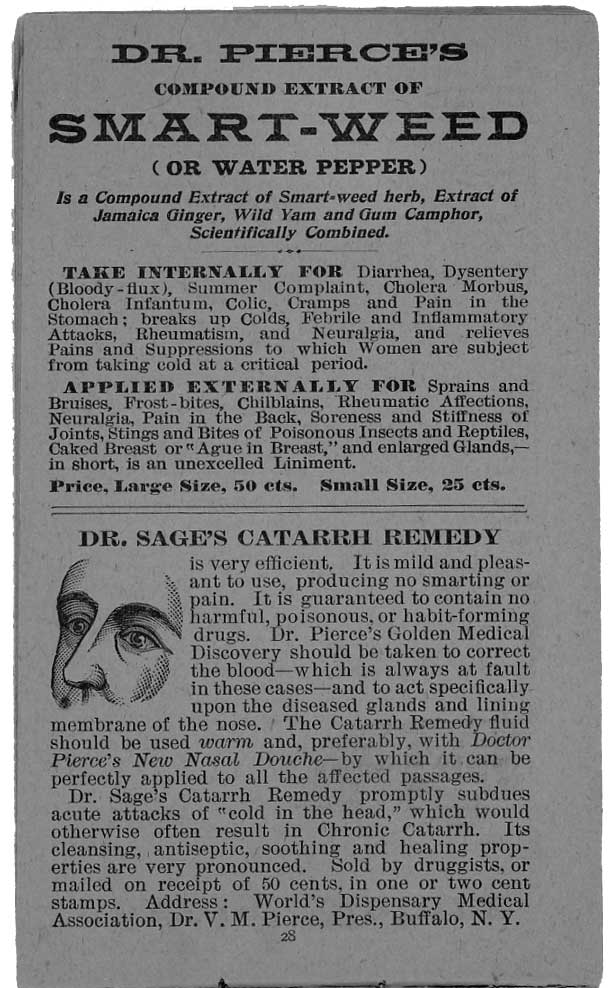 DR. PIERCE'S
COMPOUND EXTRACT OF
SMART-WEED
(OR WATER PEPPER)
Is a Compound Extract of Smart-weed herb, Extract of
Jamaica Ginger, Wild Yam and Gum Camphor,
Scientifically Combined.
TAKE INTERNALLY FOR Diarrhea, Dysentery
(Bloody-flux), Summer Complaint, Cholera Morbus,
Cholera Infantum, Colic, Cramps and Pain in the
Stomach; breaks up Colds, Febrile and Inflammatory
Attacks, Rheumatism, and Neuralgia, and relieves
Pains and Suppressions to which Women are subject
from taking cold at a critical period.
APPLIED EXTERNALLY FOR Sprains and
Bruises, Frost-bites, Chilblains, Rheumatic Affections,
Neuralgia, Pain in the Back, Soreness and Stiffness of
Joints, Stings and Bites of Poisonous Insects and Reptiles,
Caked Breast or "Ague in Breast," and enlarged Glands,—
in short, is an unexcelled Liniment.
Price, Large Size, 50 cts. Small Size, 25 cts.
DR. SAGE'S CATARRH REMEDY
is very efficient. It is mild and pleas-
ant to use, producing no smarting or
pain. It is guaranteed to contain no
harmful, poisonous, or habit-forming
drugs. Dr. Pierce's Golden Medical
Discovery should be taken to correct
the blood—which is always at fault
in these cases—and to act specifically
upon the diseased glands and lining
membrane of the nose. The Catarrh Remedy fluid
should be used warm and, preferably, with Doctor
Pierce's New Nasal Douche—by which it can be
perfectly applied to all the affected passages.
Dr. Sage's Catarrh Remedy promptly subdues
acute attacks of "cold in the head," which would
otherwise often result in Chronic Catarrh. Its
cleansing, antiseptic, soothing and healing prop-
erties are very pronounced. Sold by druggists, or
mailed on receipt of 50 cents, in one or two cent
stamps. Address: World's Dispensary Medical
Association, Dr. V. M. Pierce, Pres., Buffalo, N. Y.
28